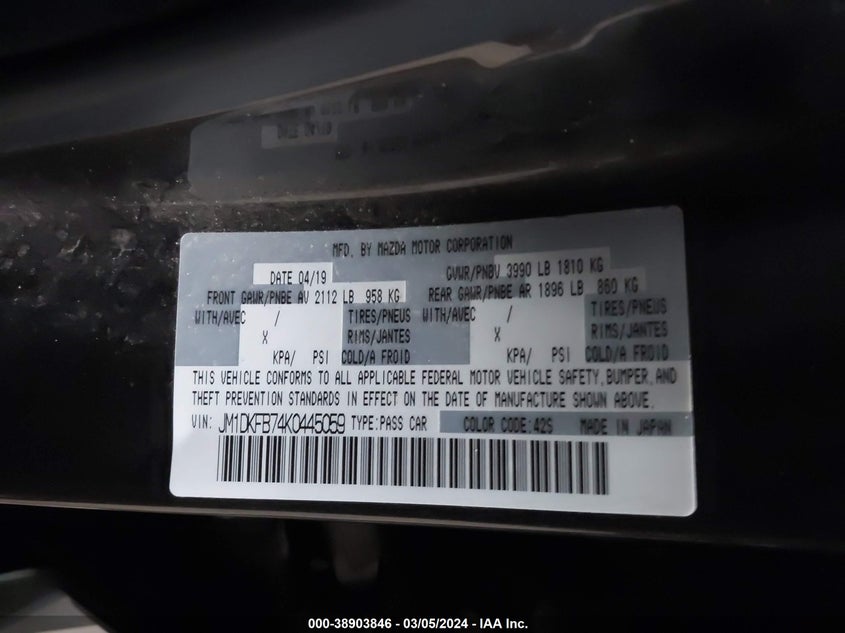 MFD. BY MAZDA MOTOR CORPORATION
DATE 04/19 GVWR/PNBV 3990 LB 1810 KG
FRONT GAWR/PNBE AV 2112 LB 958 KG REAR GAWR/PNBE AR 1896 LB 860 KG
WITH/AVEC / TIRES/PNEUS WITH/AVEC / TIRES/PNEUS
X RIMS/JANTES X RIMS/JANTES
KPA/ PSI COLD/A FROID KPA/ PSI COLD/A FROID
THIS VEHICLE CONFORMS TO ALL APPLICABLE FEDERAL MOTOR VEHICLE SAFETY, BUMPER, AND
THEFT PREVENTION STANDARDS IN EFFECT ON THE DATE OF MANUFACTURE SHOWN ABOVE.
VIN: JM1DKFB74K0445059 TYPE:PASS CAR COLOR CODE:42S MADE IN JAPAN
000-38903846 - 03/05/2024 - IAA Inc.